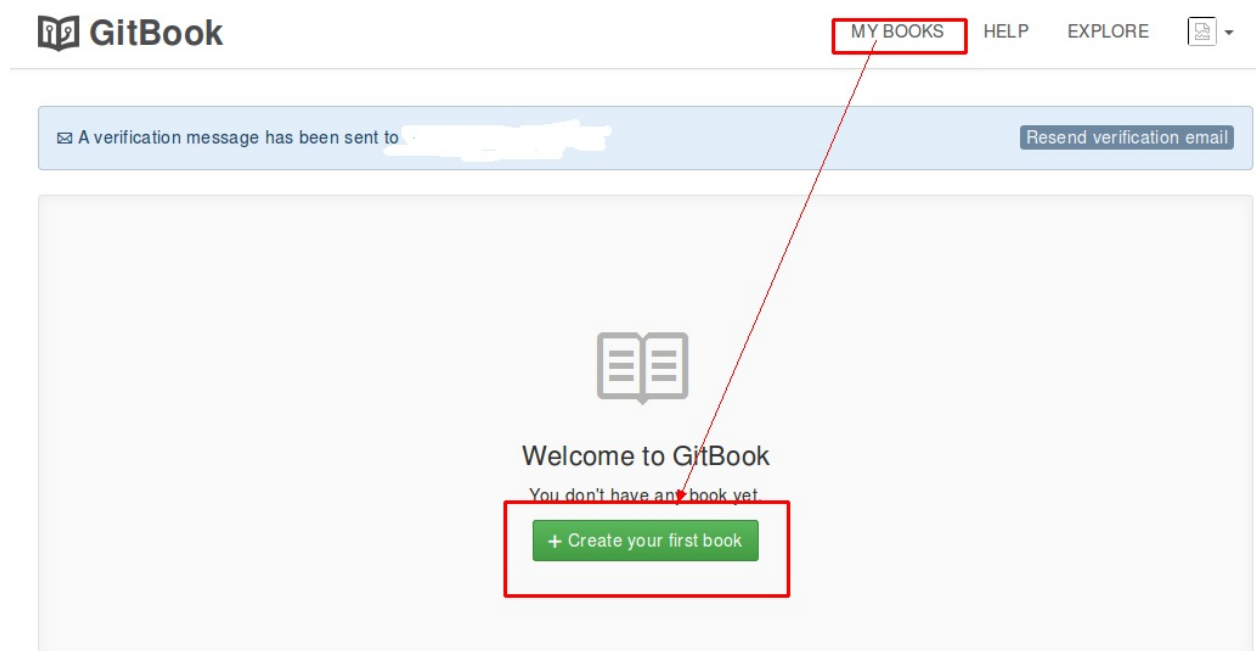 GitBook
MY BOOKS HELP EXPLORE
A verification message has been sent to
Resend verification email
Welcome to GitBook
You don't have any book yet.
+ Create your first book